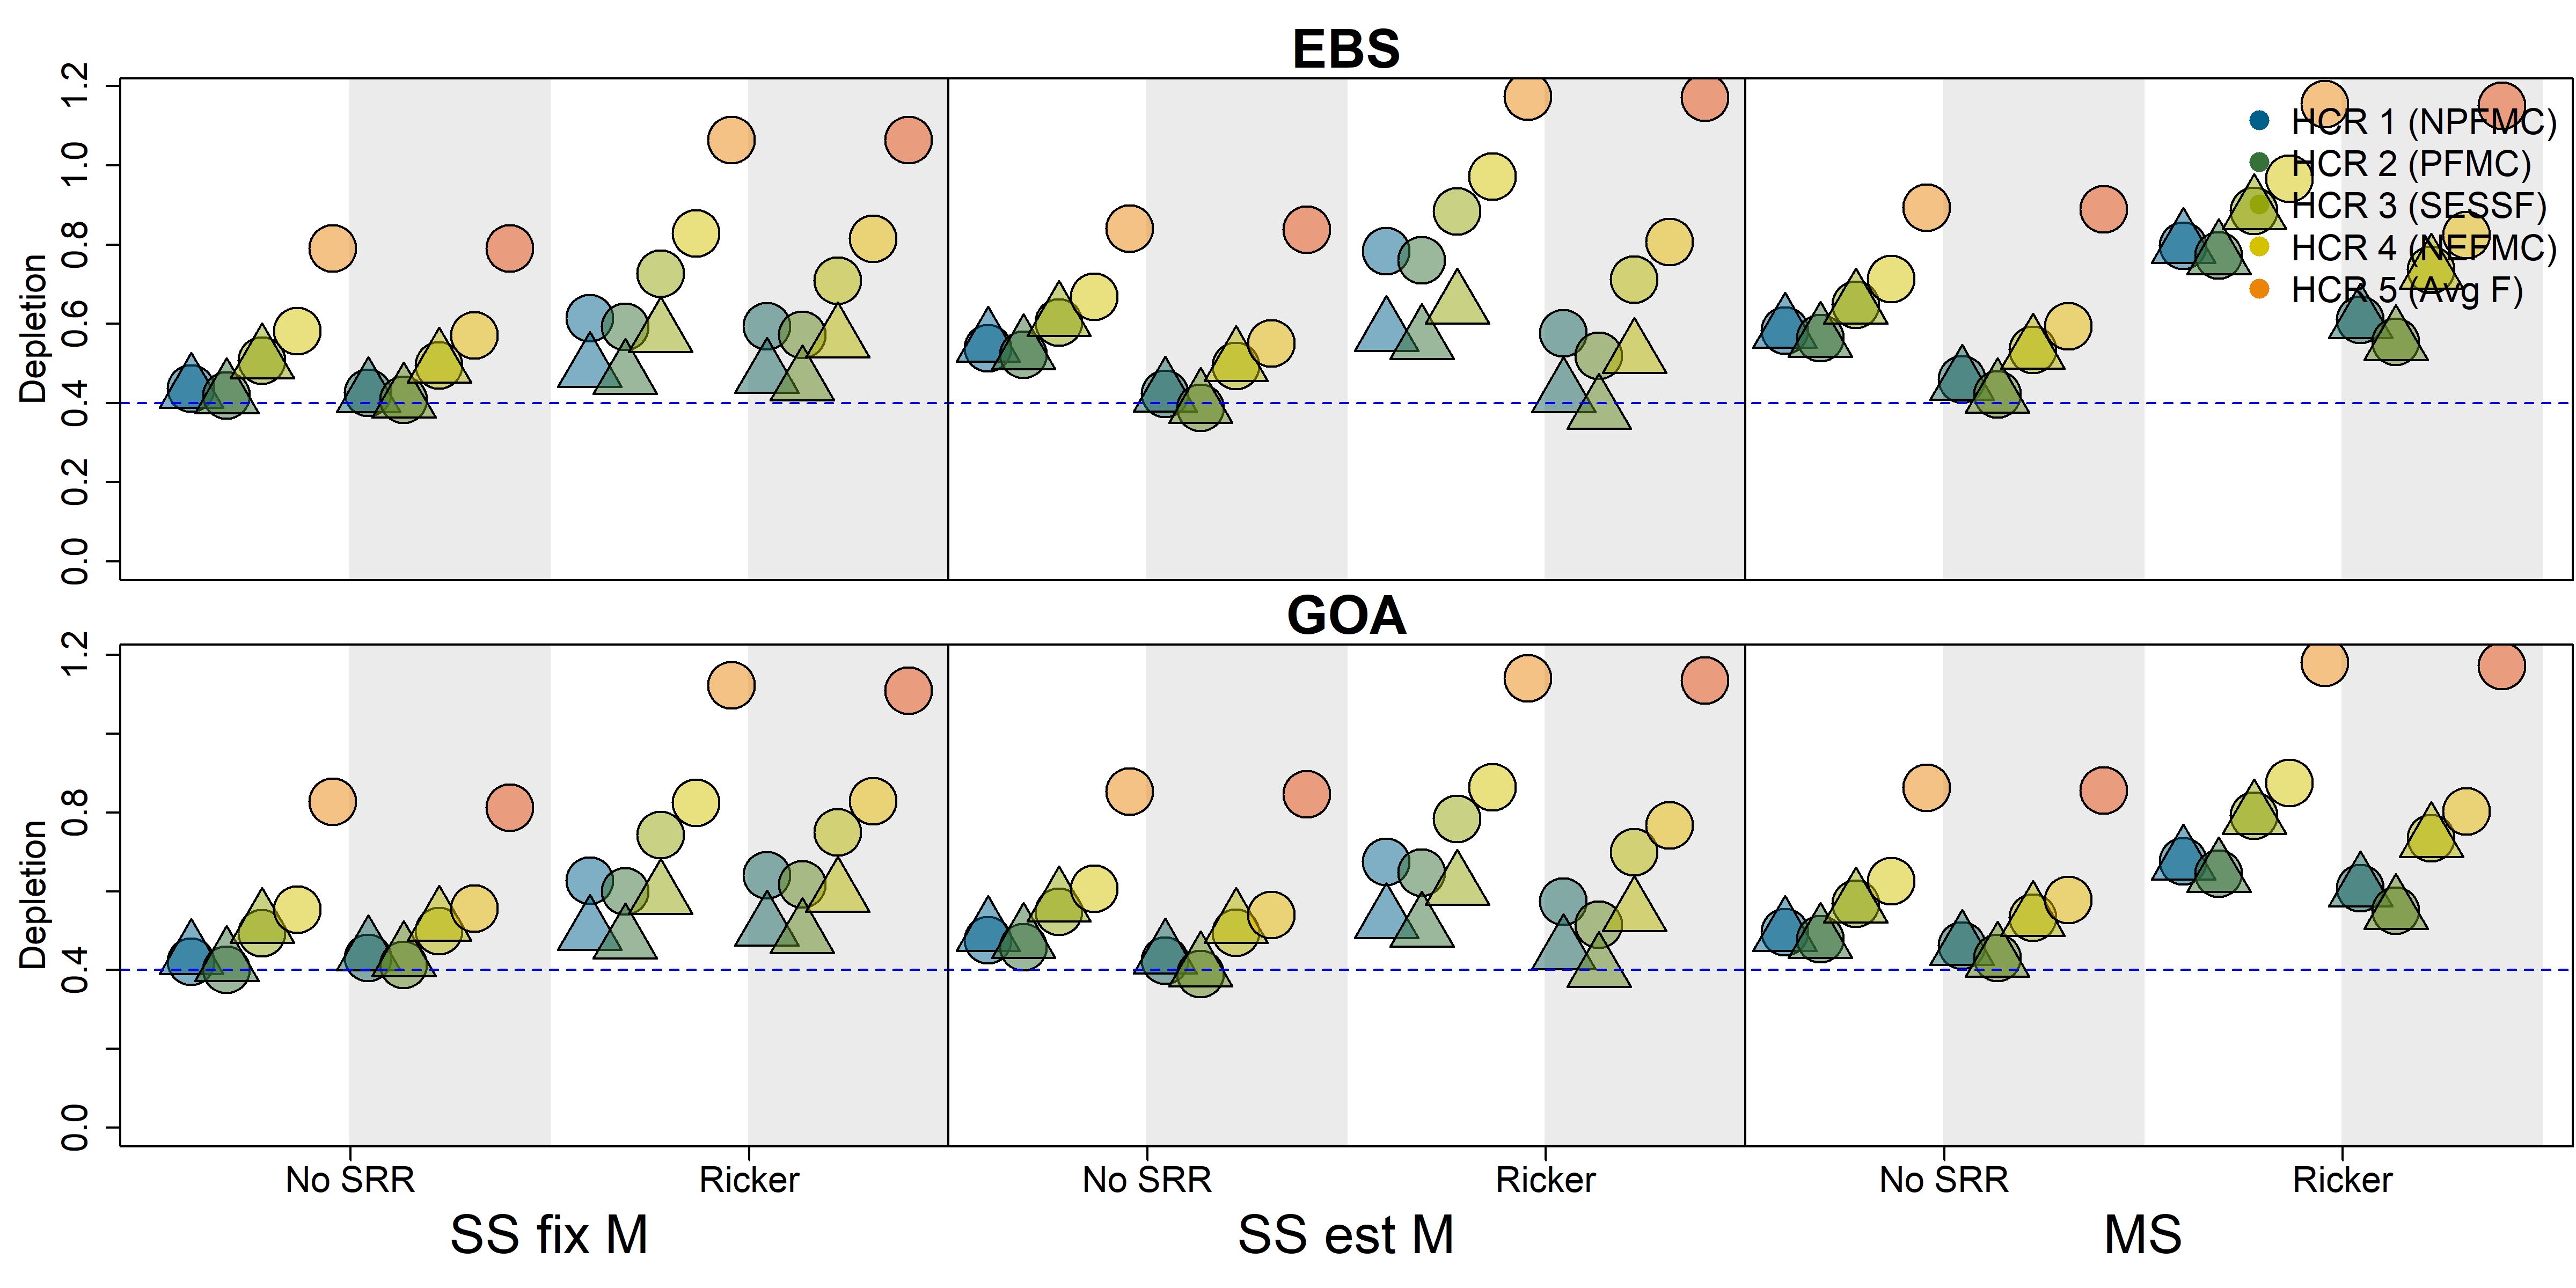 EBS
Depletion
1.2
1.0
0.8
0.6
0.4
0.2
0.0
HCR 1 (NPFMC)
HCR 2 (PFMC)
HCR 3 (SESSF)
HCR 4 (NEFMC)
HCR 5 (Avg F)
GOA
Depletion
1.2
0.8
0.4
0.0
No SRR
Ricker
No SRR
Ricker
No SRR
Ricker
SS fix M
SS est M
MS